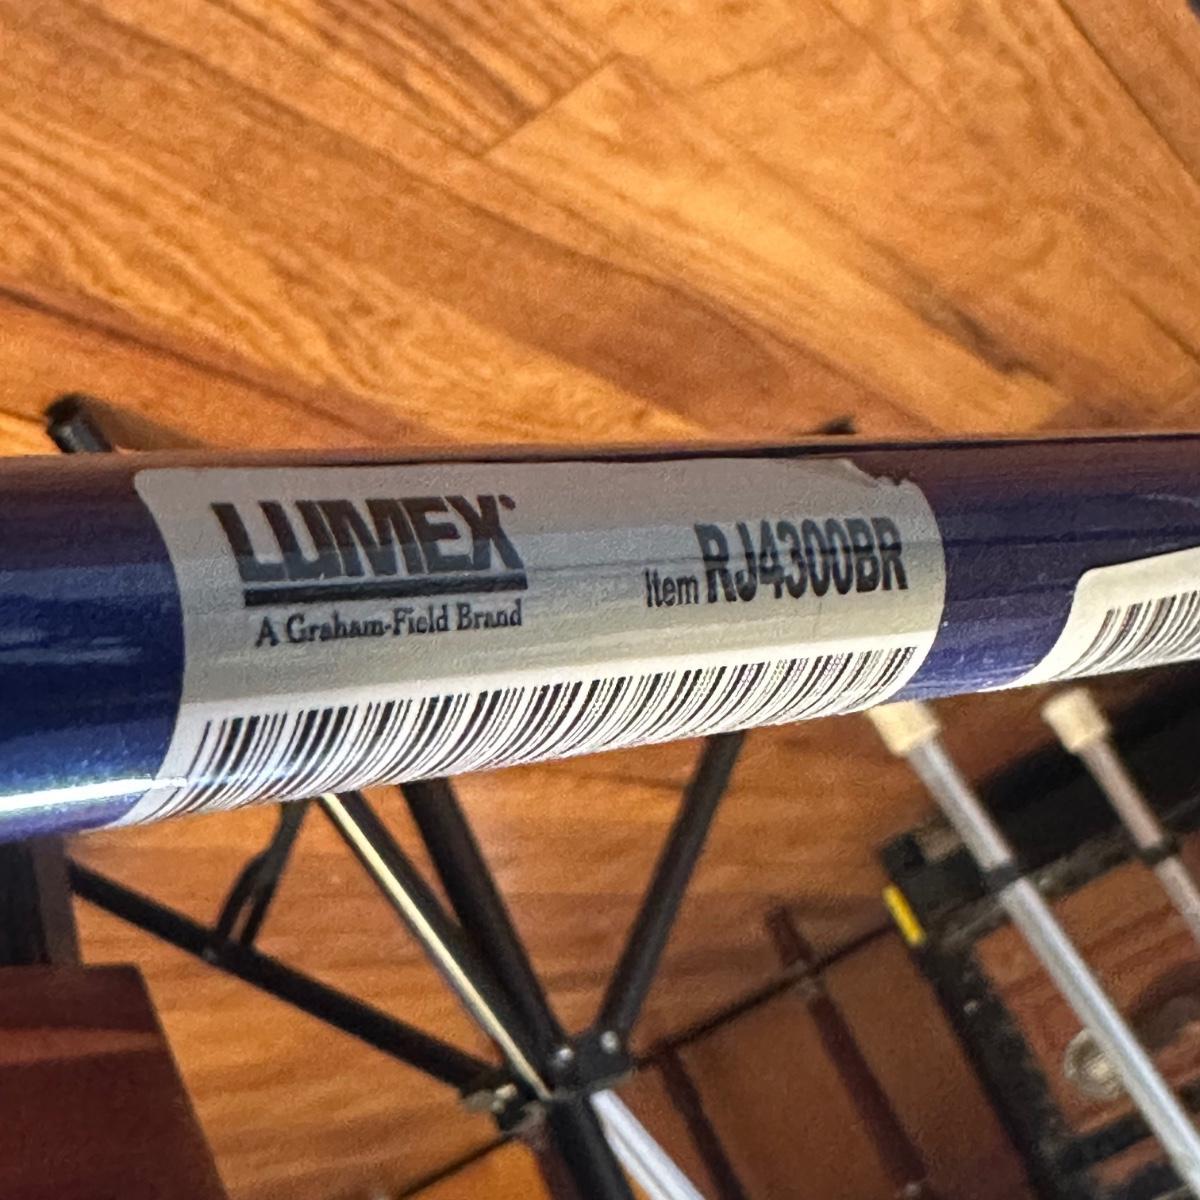 LUMEX®
A Graham-Field Brand
Item RJ4300BR